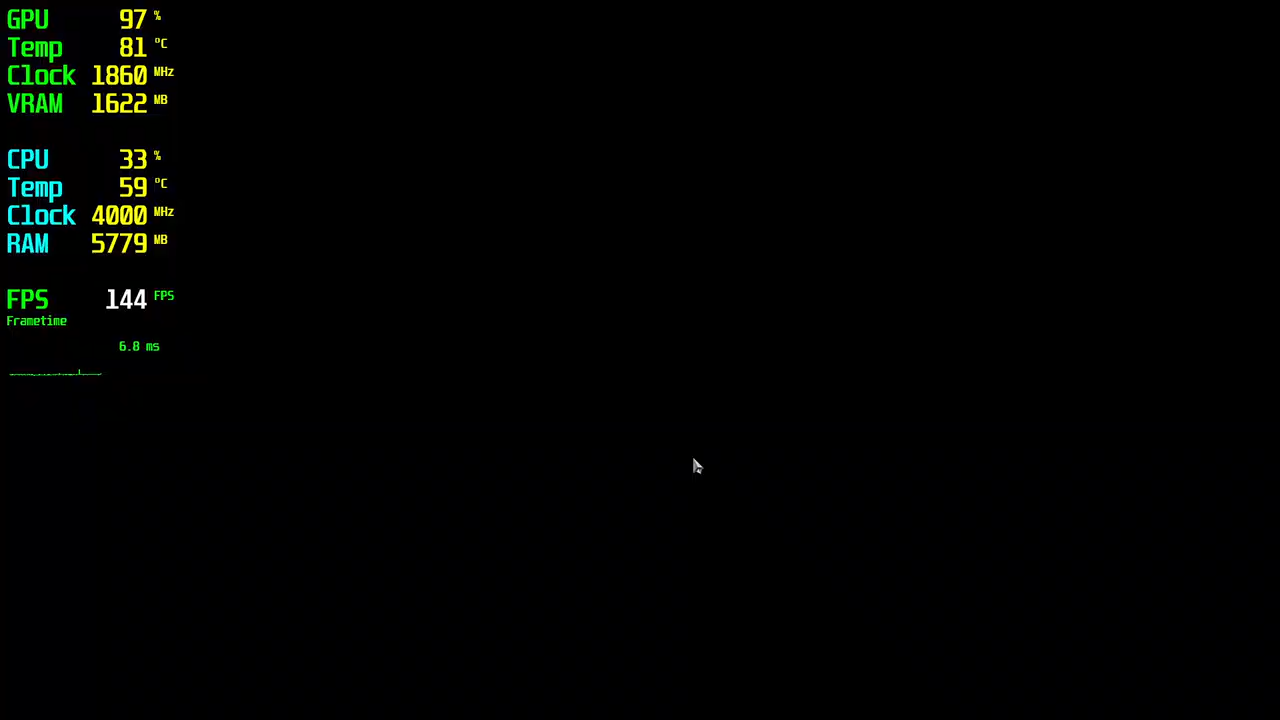 GPU 97 %
Temp 81 °C
Clock 1860 MHz
VRAM 1622 MB
CPU 33 %
Temp 59 °C
Clock 4000 MHz
RAM 5779 MB
FPS 144 FPS
Frametime
6.8 ms